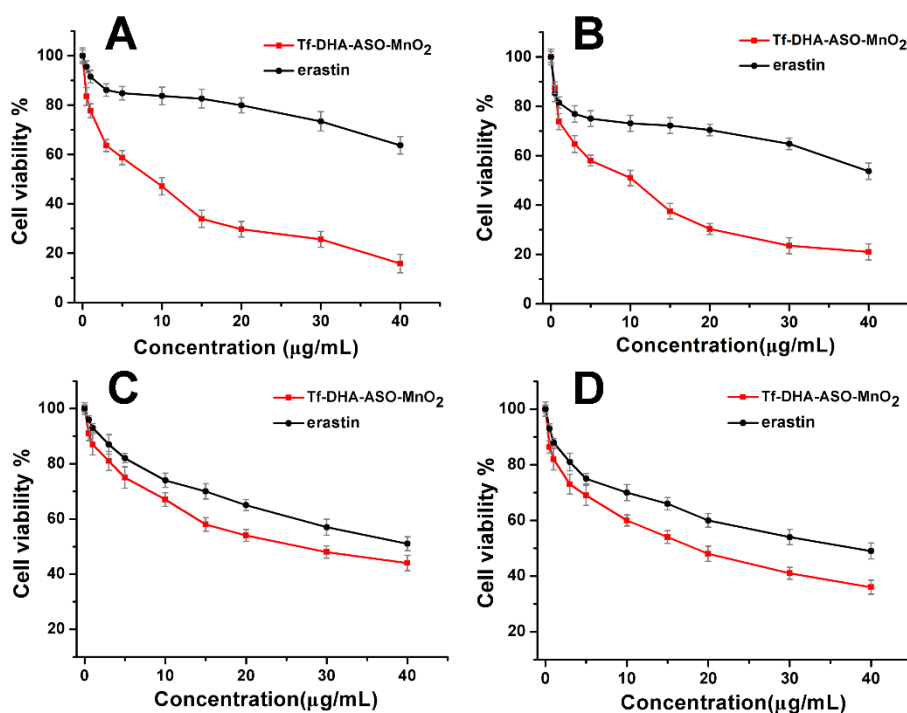 A
Tf-DHA-ASO-MnO₂
erastin
Cell viability %
100
80
60
40
20
0
0
10
20
30
40
Concentration (μg/mL)
B
Tf-DHA-ASO-MnO₂
erastin
Cell viability %
100
80
60
40
20
0
0
10
20
30
40
Concentration(μg/mL)
C
Tf-DHA-ASO-MnO₂
erastin
Cell viability %
100
80
60
40
20
0
10
20
30
40
Concentration(μg/mL)
D
Tf-DHA-ASO-MnO₂
erastin
Cell viability %
100
80
60
40
20
0
10
20
30
40
Concentration(μg/mL)